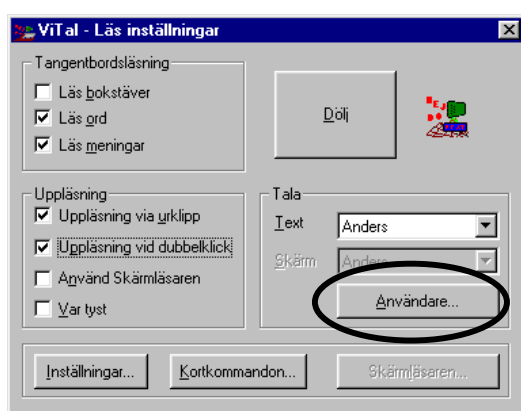 ViTal - Läs inställningar
Tangentbordsläsning
Läs bokstäver
Läs ord
Läs meningar
Dölj
Uppläsning
Uppläsning via urklipp
Uppläsning vid dubbelklick
Använd Skärmläsaren
Var tyst
Tala
Text Anders
Skärm Anders
Användare...
Inställningar... Kortkommandon... Skärmläsaren...